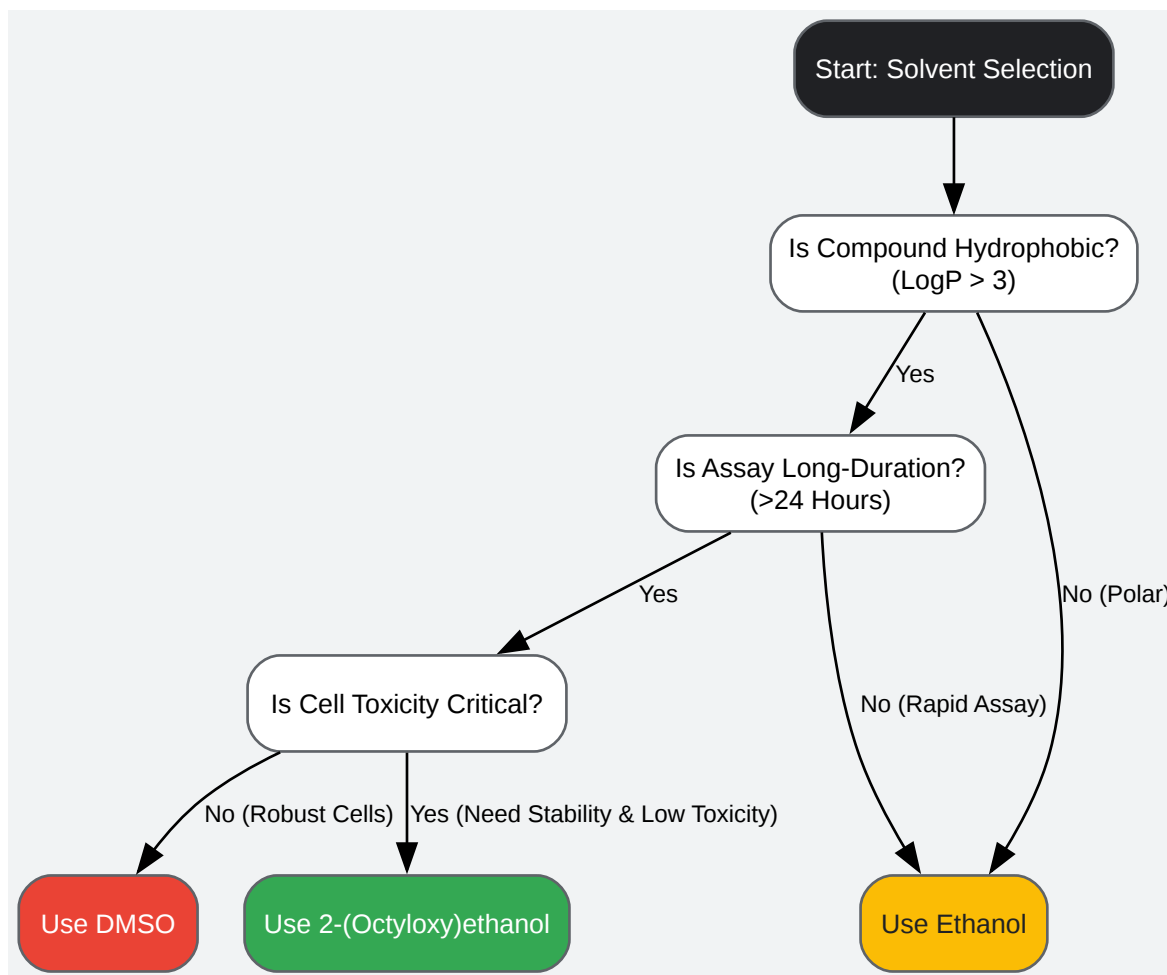 Start: Solvent Selection
Is Compound Hydrophobic?
(LogP > 3)
Yes
Is Assay Long-Duration?
(>24 Hours)
Yes
No (Polar)
Is Cell Toxicity Critical?
No (Rapid Assay)
No (Robust Cells)
Yes (Need Stability & Low Toxicity)
Use DMSO
Use 2-(Octyloxy)ethanol
Use Ethanol